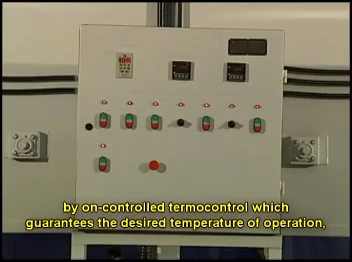 by on-controlled termocontrol which
guarantees the desired temperature of operation,